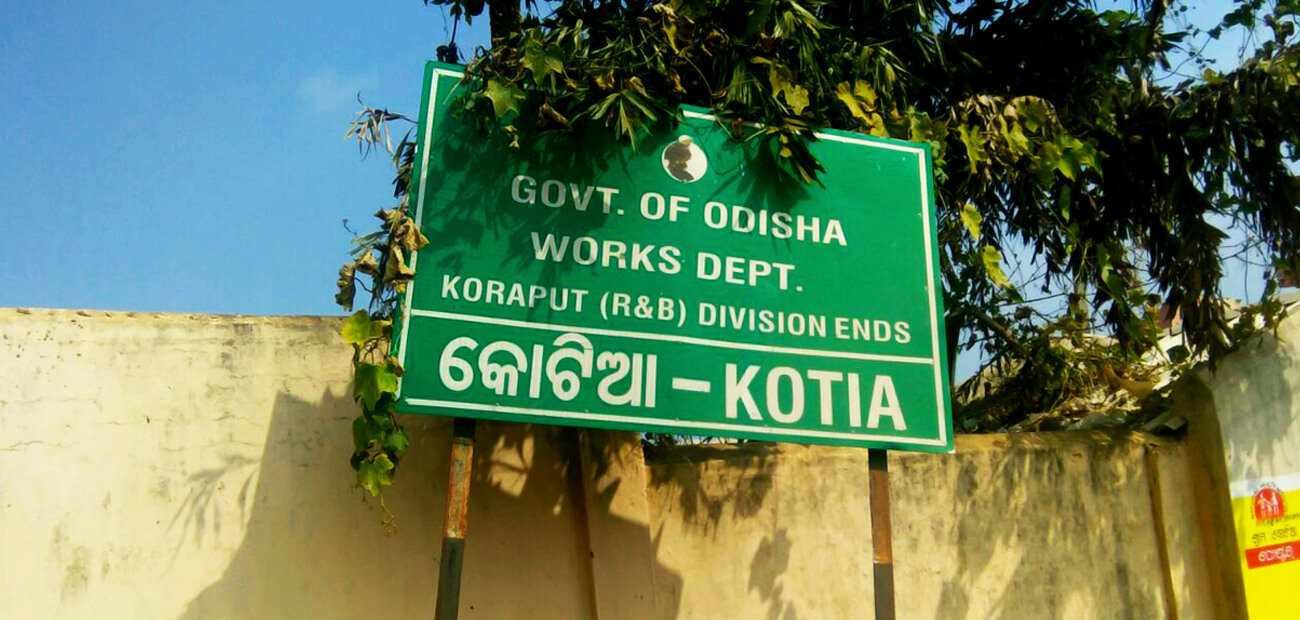 GOVT. OF ODISHA
WORKS DEPT.
KORAPUT (R&B) DIVISION ENDS
କୋଟିଆ – KOTIA